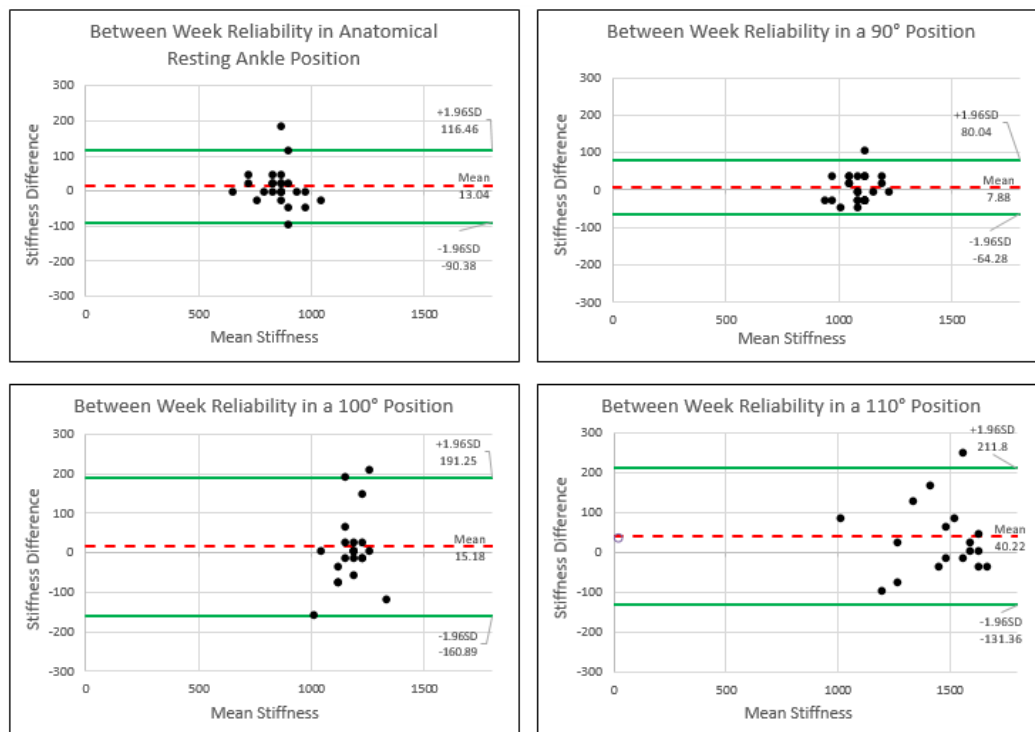 Between Week Reliability in Anatomical
Resting Ankle Position
300
200
100
0
-100
-200
-300
0
500
1000
1500
Stiffness Difference
Mean Stiffness
+1.96SD
116.46
Mean
13.04
-1.96SD
-90.38
Between Week Reliability in a 90° Position
300
200
100
0
-100
-200
-300
0
500
1000
1500
Stiffness Difference
Mean Stiffness
+1.96SD
80.04
Mean
7.88
-1.96SD
-64.28
Between Week Reliability in a 100° Position
300
200
100
0
-100
-200
-300
0
500
1000
1500
Stiffness Difference
Mean Stiffness
+1.96SD
191.25
Mean
15.18
-1.96SD
-160.89
Between Week Reliability in a 110° Position
300
200
100
0
-100
-200
-300
0
500
1000
1500
Stiffness Difference
Mean Stiffness
+1.96SD
211.8
Mean
40.22
-1.96SD
-131.36